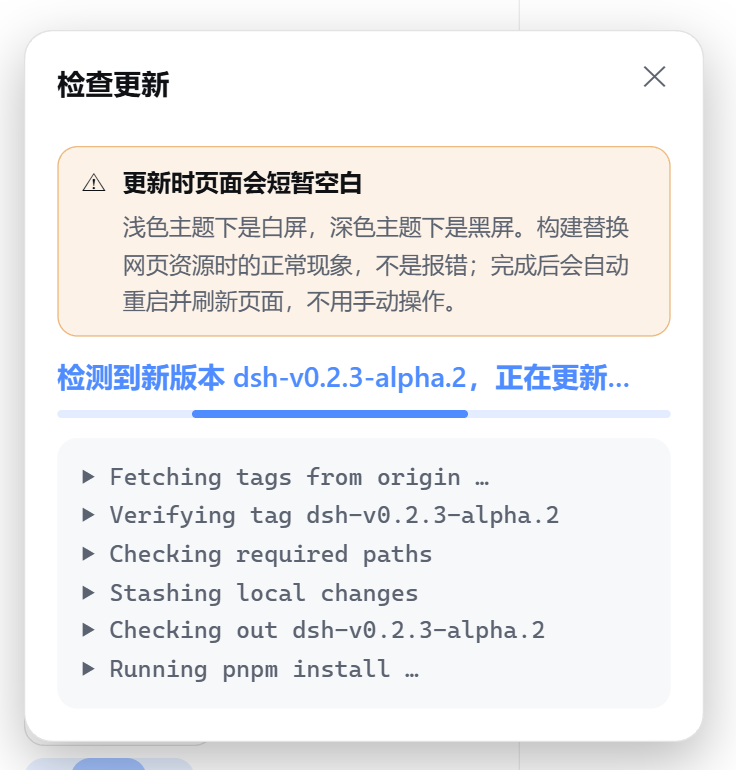 检查更新
⚠ 更新时页面会短暂空白
浅色主题下是白屏，深色主题下是黑屏。构建替换
网页资源时的正常现象，不是报错；完成后会自动
重启并刷新页面，不用手动操作。
检测到新版本 dsh-v0.2.3-alpha.2，正在更新...
▶ Fetching tags from origin …
▶ Verifying tag dsh-v0.2.3-alpha.2
▶ Checking required paths
▶ Stashing local changes
▶ Checking out dsh-v0.2.3-alpha.2
▶ Running pnpm install …